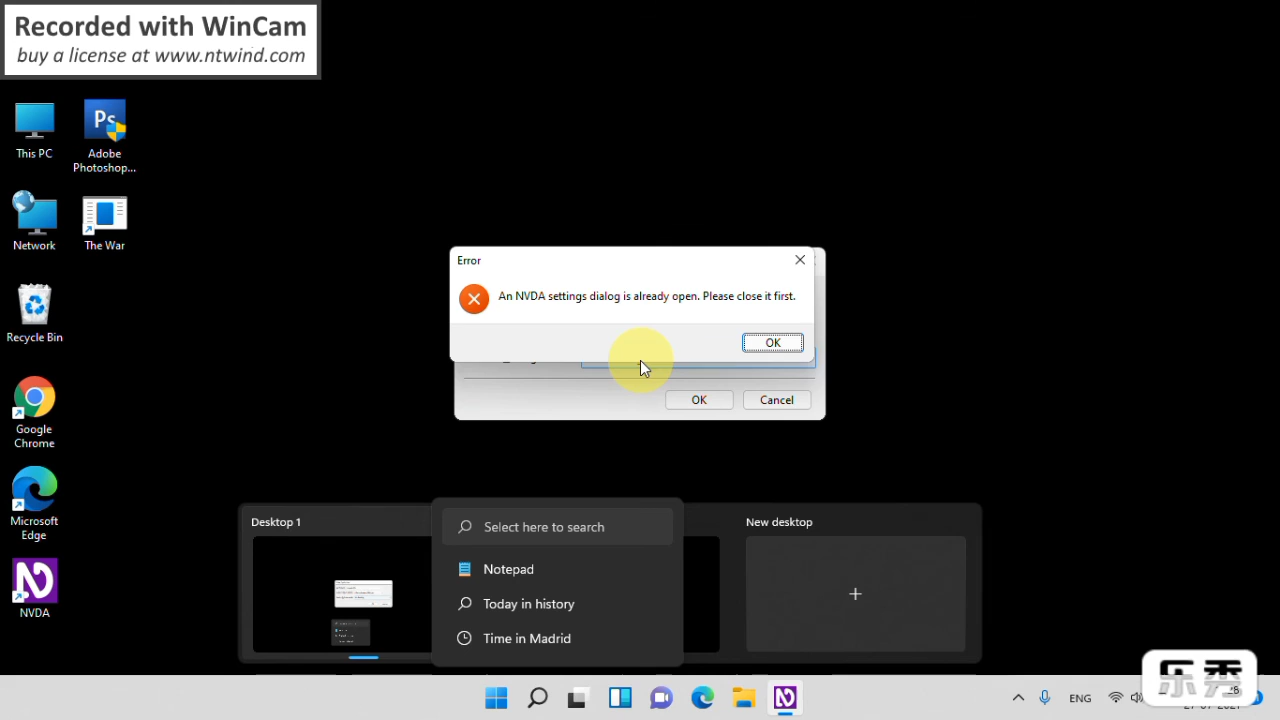 Recorded with WinCam
buy a license at www.ntwind.com
This PC
Ps
Adobe
Photoshop...
Network
The War
Recycle Bin
Google
Chrome
Microsoft
Edge
NVDA
Error
An NVDA settings dialog is already open. Please close it first.
OK
OK
Cancel
Desktop 1
New desktop
Select here to search
Notepad
Today in history
Time in Madrid
ENG
乐秀